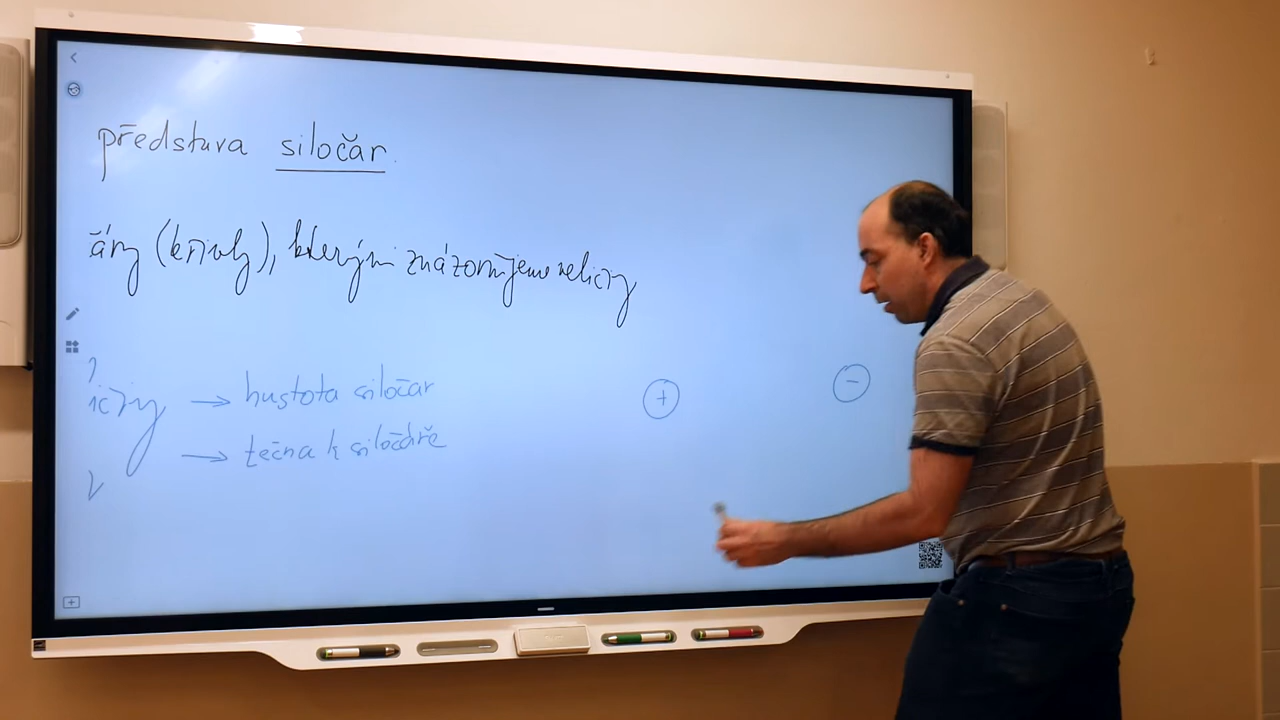 představa siločar.
áry (křivky), kterými znázorňujeme veličiny
ičiny → hustota siločar
→ tečna k siločáře
+
−